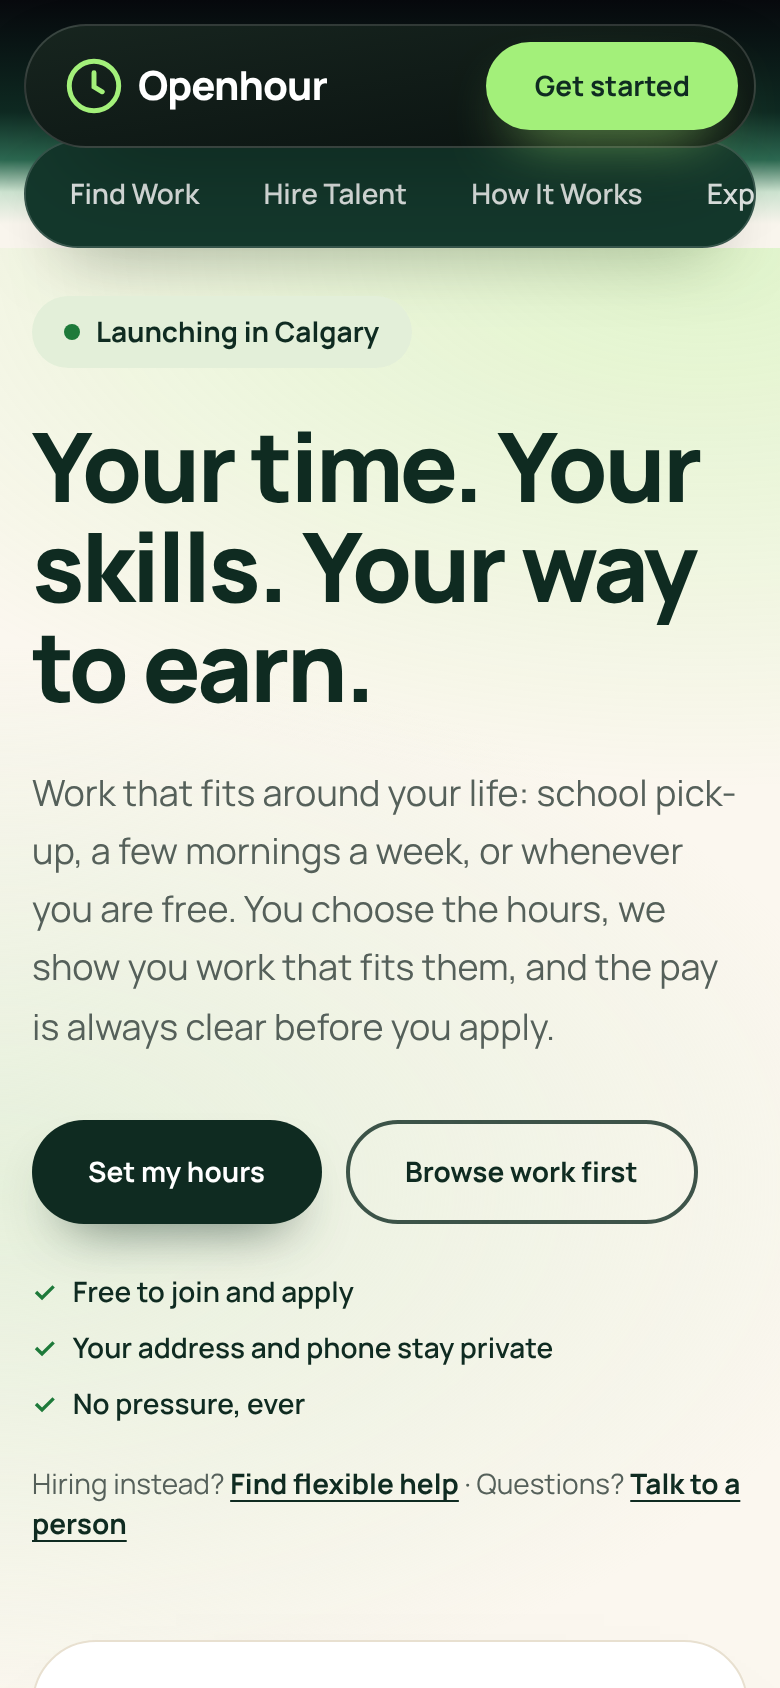 Openhour
Get started
Find Work
Hire Talent
How It Works
Exp
Launching in Calgary
Your time. Your
skills. Your way
to earn.
Work that fits around your life: school pick-
up, a few mornings a week, or whenever
you are free. You choose the hours, we
show you work that fits them, and the pay
is always clear before you apply.
Set my hours
Browse work first
Free to join and apply
Your address and phone stay private
No pressure, ever
Hiring instead? Find flexible help · Questions? Talk to a
person